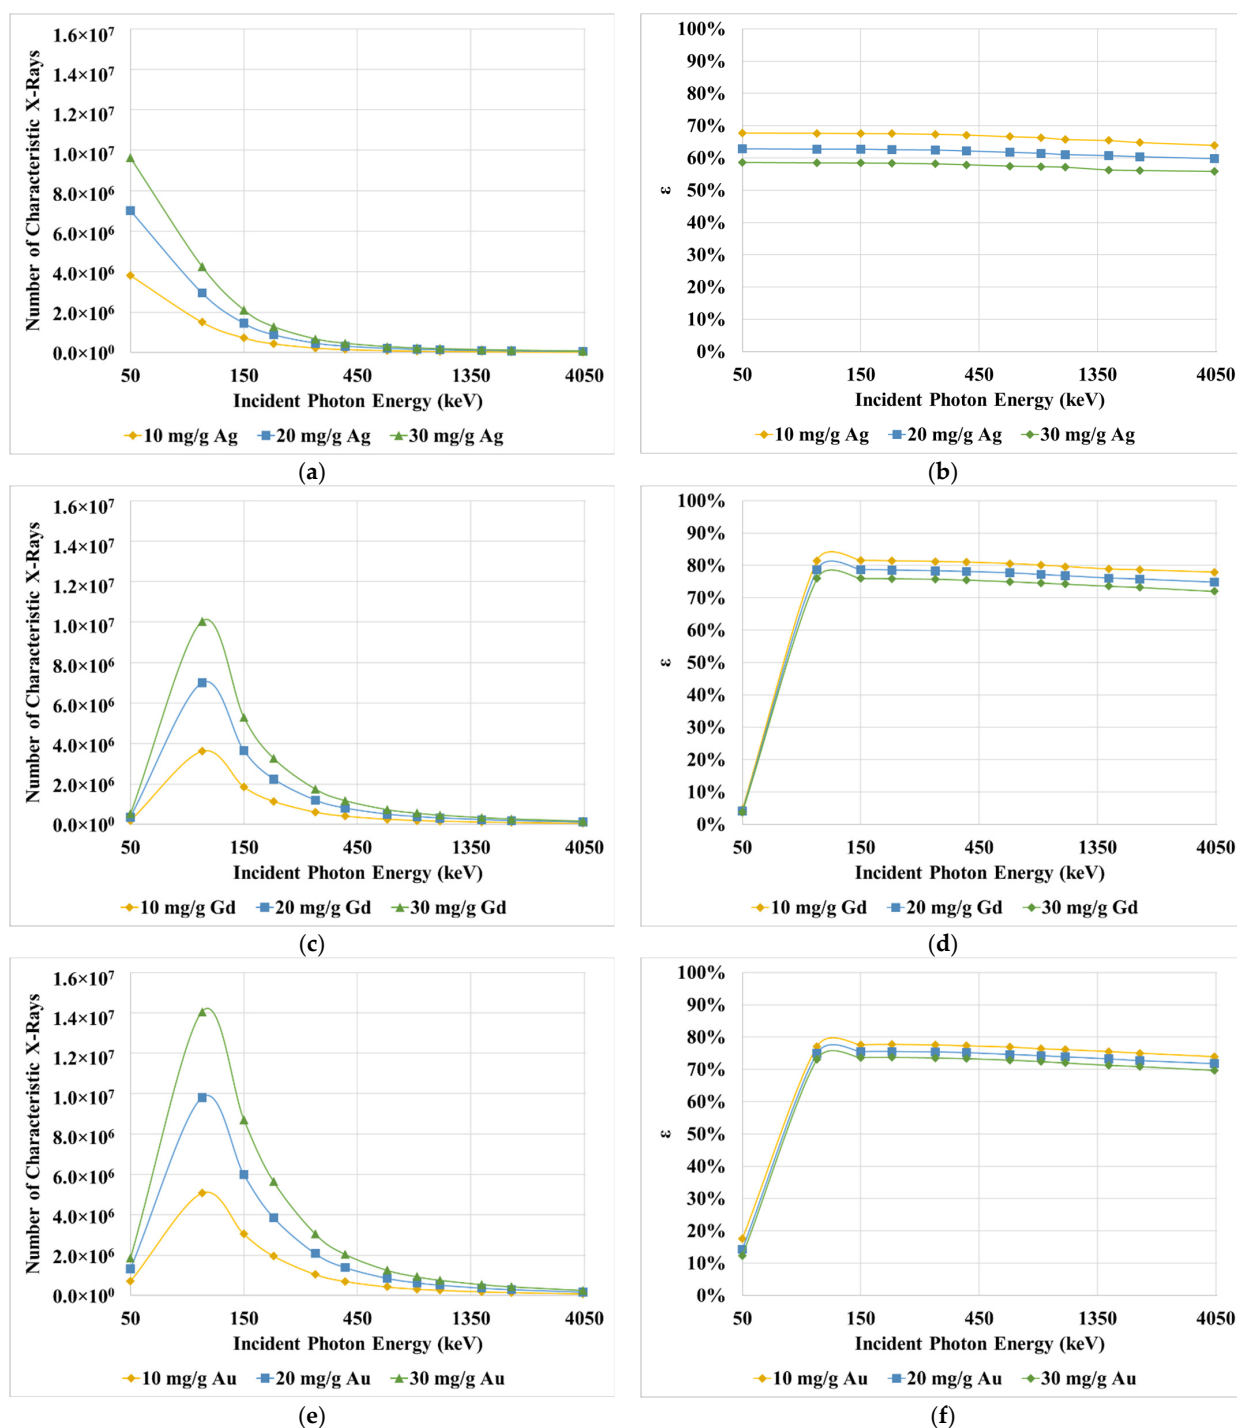 Number of Characteristic X-Rays
1.6×10⁷
1.4×10⁷
1.2×10⁷
1.0×10⁷
8.0×10⁶
6.0×10⁶
4.0×10⁶
2.0×10⁶
0.0×10⁰
50 150 450 1350 4050
Incident Photon Energy (keV)
10 mg/g Ag 20 mg/g Ag 30 mg/g Ag
(a)
ε
100%
90%
80%
70%
60%
50%
40%
30%
20%
10%
0%
50 150 450 1350 4050
Incident Photon Energy (keV)
10 mg/g Ag 20 mg/g Ag 30 mg/g Ag
(b)
Number of Characteristic X-Rays
1.6×10⁷
1.4×10⁷
1.2×10⁷
1.0×10⁷
8.0×10⁶
6.0×10⁶
4.0×10⁶
2.0×10⁶
0.0×10⁰
50 150 450 1350 4050
Incident Photon Energy (keV)
10 mg/g Gd 20 mg/g Gd 30 mg/g Gd
(c)
ε
100%
90%
80%
70%
60%
50%
40%
30%
20%
10%
0%
50 150 450 1350 4050
Incident Photon Energy (keV)
10 mg/g Gd 20 mg/g Gd 30 mg/g Gd
(d)
Number of Characteristic X-Rays
1.6×10⁷
1.4×10⁷
1.2×10⁷
1.0×10⁷
8.0×10⁶
6.0×10⁶
4.0×10⁶
2.0×10⁶
0.0×10⁰
50 150 450 1350 4050
Incident Photon Energy (keV)
10 mg/g Au 20 mg/g Au 30 mg/g Au
(e)
ε
100%
90%
80%
70%
60%
50%
40%
30%
20%
10%
0%
50 150 450 1350 4050
Incident Photon Energy (keV)
10 mg/g Au 20 mg/g Au 30 mg/g Au
(f)